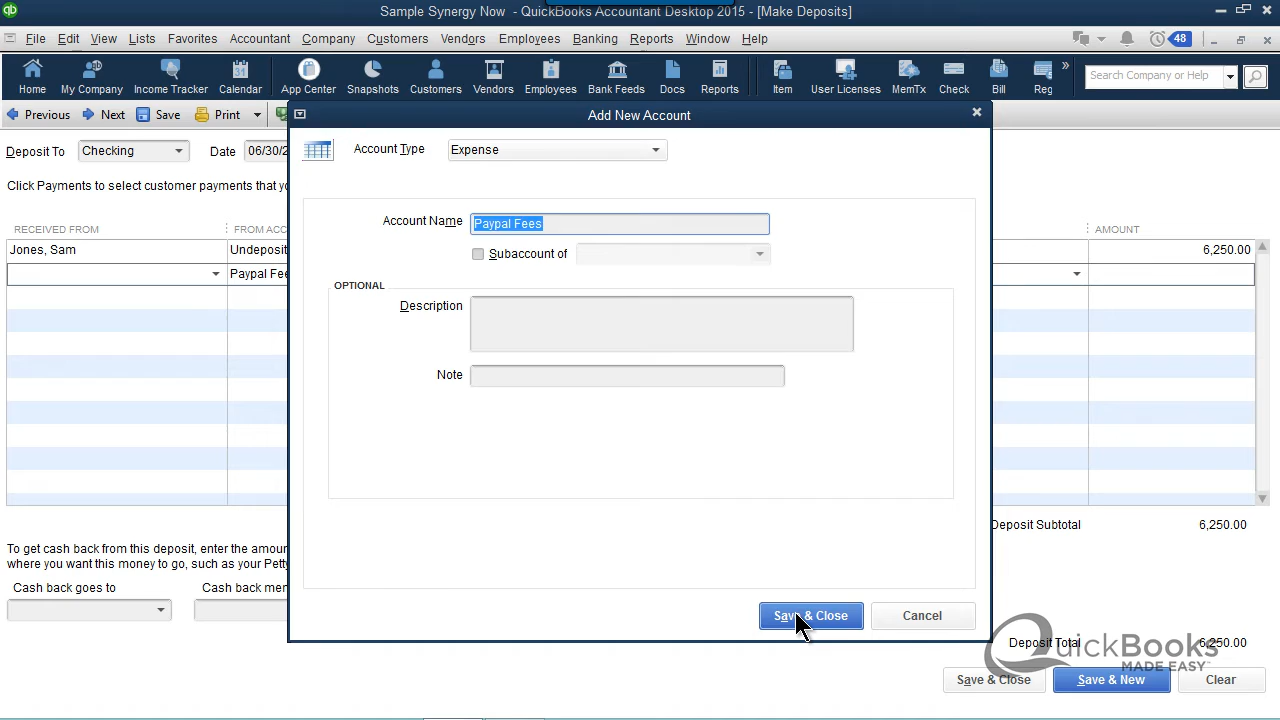 Sample Synergy Now - QuickBooks Accountant Desktop 2015 - [Make Deposits]
File Edit View Lists Favorites Accountant Company Customers Vendors Employees Banking Reports Window Help 48
Home My Company Income Tracker Calendar App Center Snapshots Customers Vendors Employees Bank Feeds Docs Reports Item User Licenses MemTx Check Bill Reg » Search Company or Help
Previous Next Save Print
Add New Account
Deposit To Checking Date 06/30/2
Account Type Expense
Click Payments to select customer payments that yo
Account Name Paypal Fees
RECEIVED FROM FROM ACC AMOUNT
Jones, Sam Undeposit 6,250.00
Subaccount of
Paypal Fee
OPTIONAL
Description
Note
Deposit Subtotal 6,250.00
To get cash back from this deposit, enter the amoun
where you want this money to go, such as your Petty
Cash back goes to Cash back mem
Save & Close Cancel
Deposit Total 6,250.00
QuickBooks
MADE EASY™
Save & Close Save & New Clear